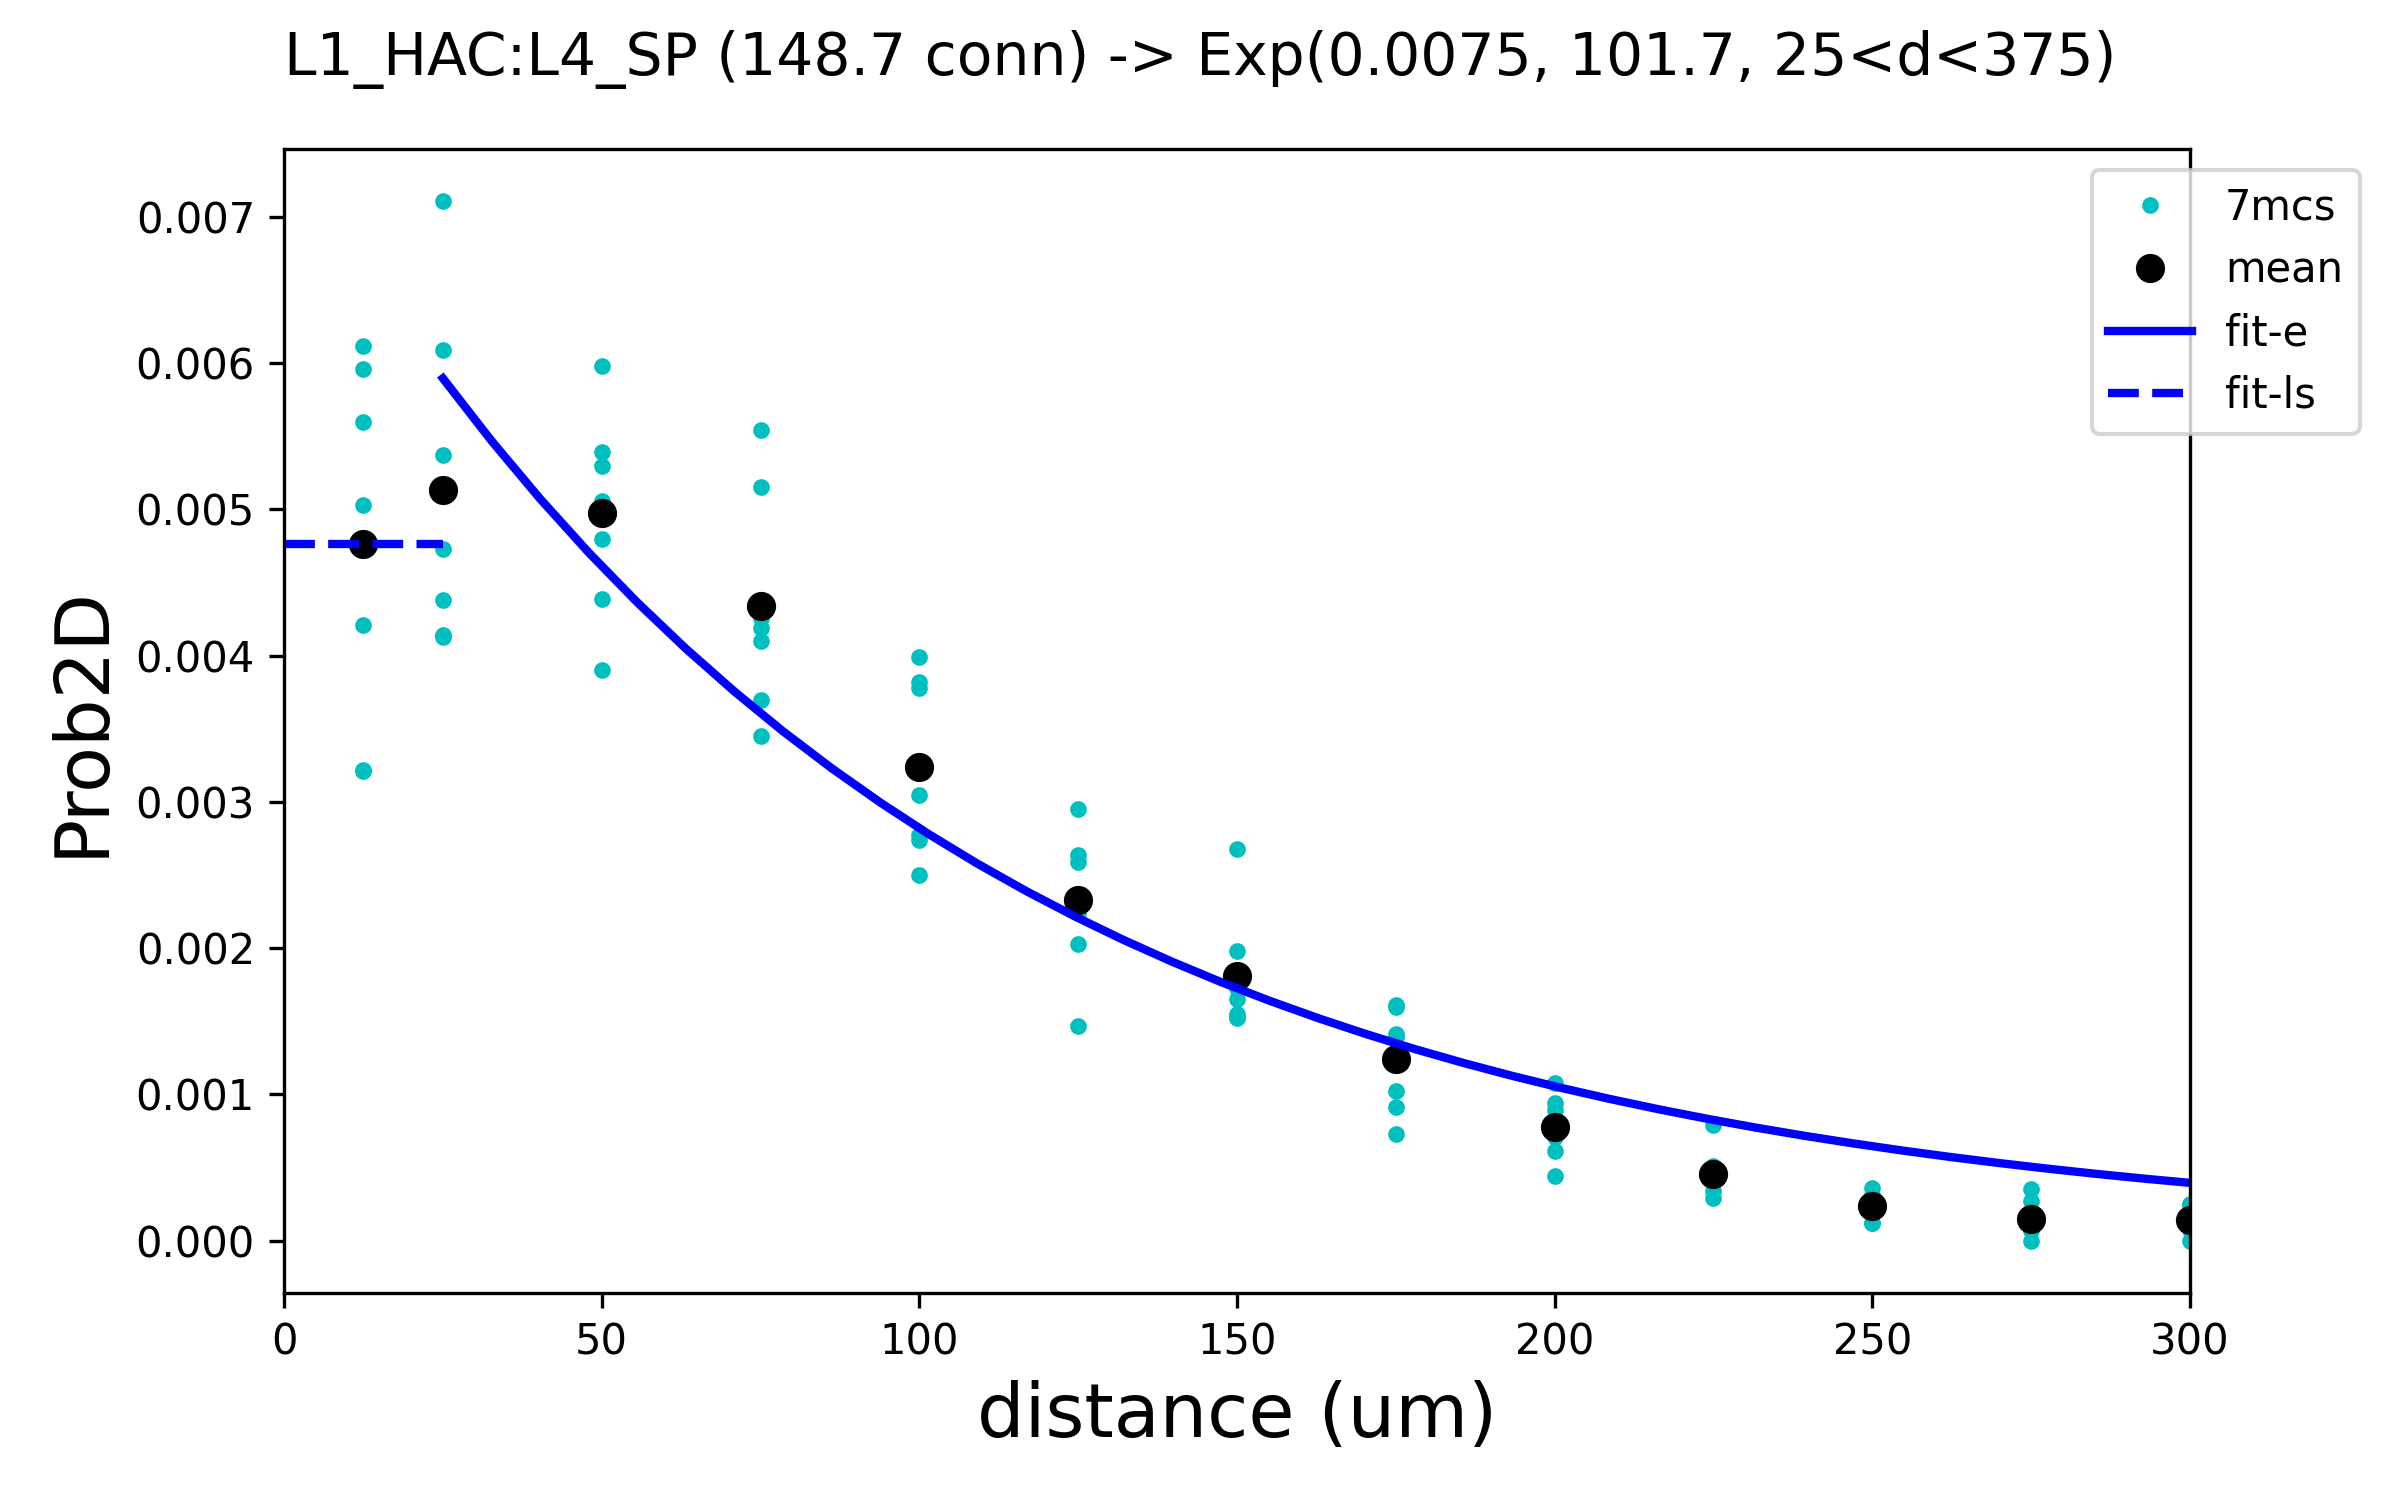 L1_HAC:L4_SP (148.7 conn) -> Exp(0.0075, 101.7, 25<d<375)
7mcs
mean
fit-e
fit-ls
Prob2D
0.007
0.006
0.005
0.004
0.003
0.002
0.001
0.000
0 50 100 150 200 250 300
distance (um)